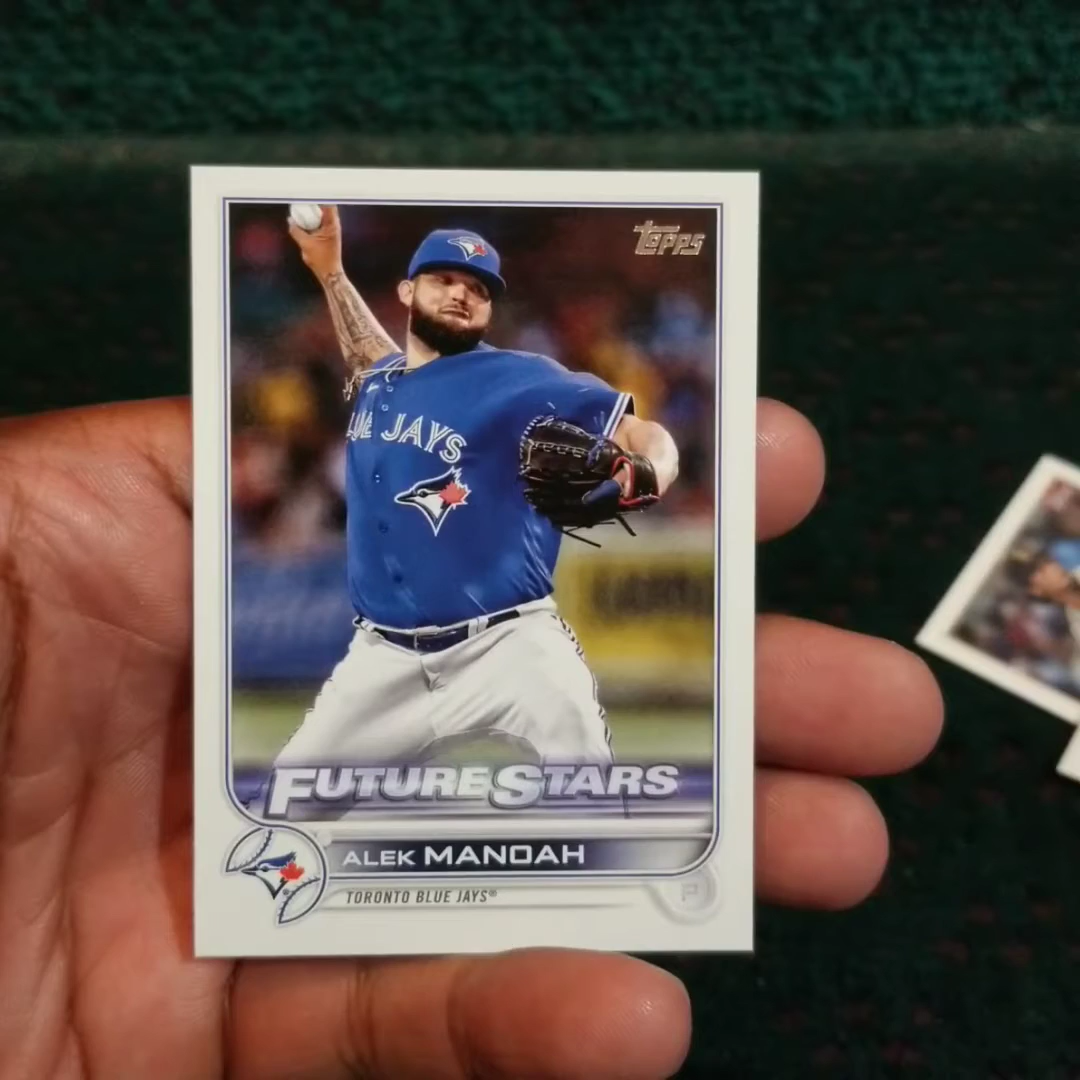 Topps
BLUE JAYS
FUTURE STARS
ALEK MANOAH
TORONTO BLUE JAYS®
P